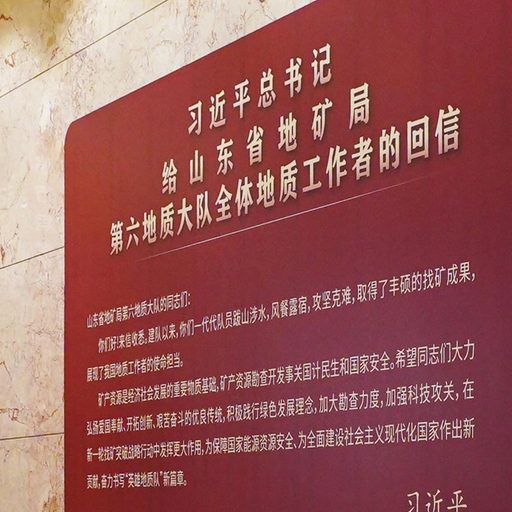 习近平总书记
给山东省地矿局
第六地质大队全体地质工作者的回信
山东省地矿局第六地质大队的同志们：
你们好！来信收悉。建队以来，你们一代代队员跋山涉水，风餐露宿，攻坚克难，取得了丰硕的找矿成果，
展现了我国地质工作者的使命担当。
矿产资源是经济社会发展的重要物质基础，矿产资源勘查开发事关国计民生和国家安全。希望同志们大力
弘扬爱国奉献、开拓创新、艰苦奋斗的优良传统，积极践行绿色发展理念，加大勘查力度，加强科技攻关，在
新一轮找矿突破战略行动中发挥更大作用，为保障国家能源资源安全、为全面建设社会主义现代化国家作出新
贡献，奋力书写“英雄地质队”新篇章。
习近平